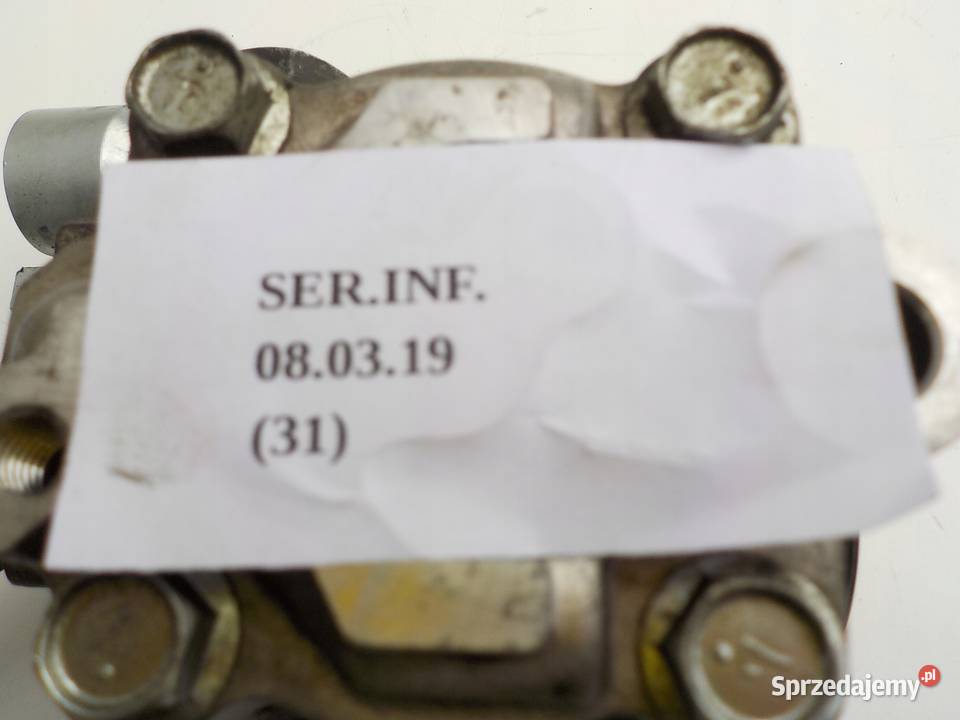 SER.INF.
08.03.19
(31)
Sprzedajemy.pl